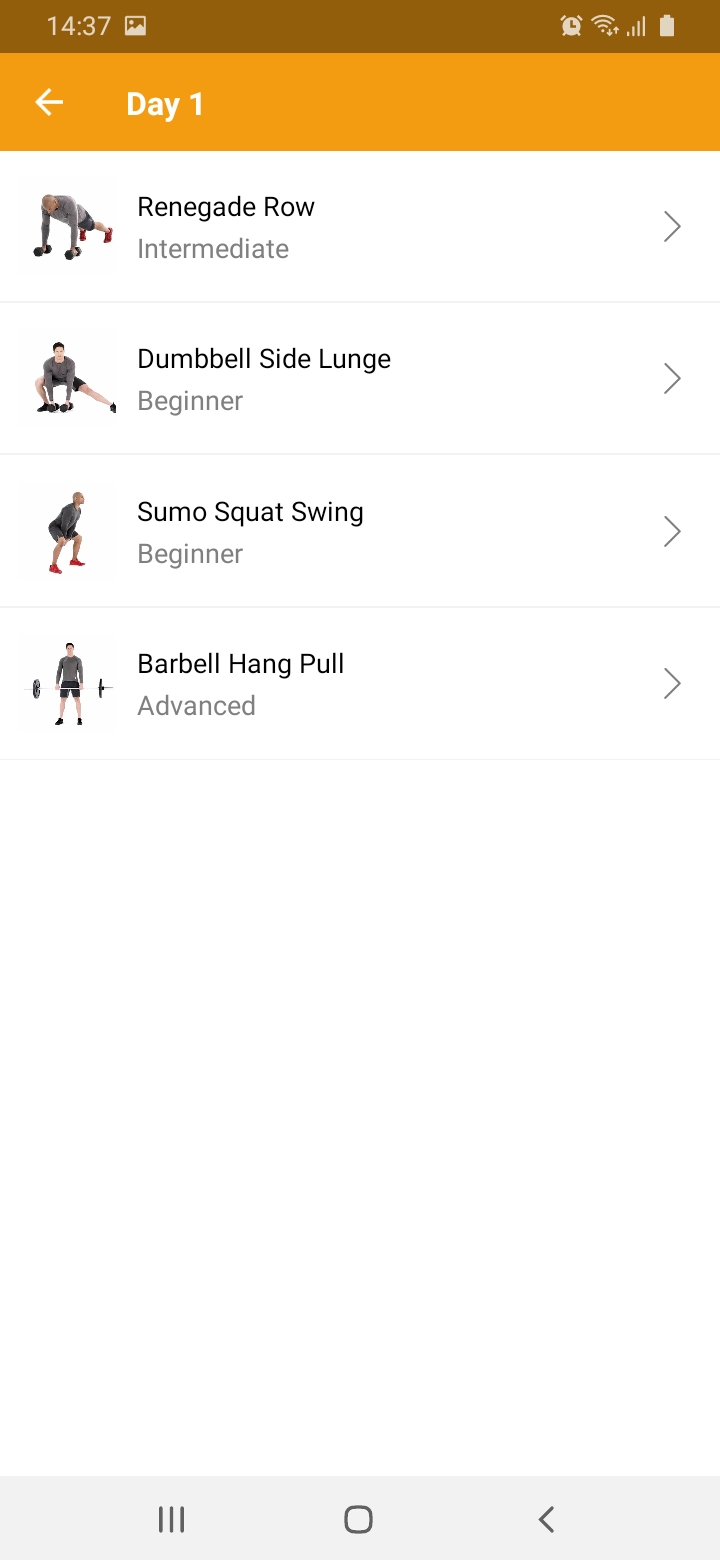 14:37
Day 1
Renegade Row
Intermediate
Dumbbell Side Lunge
Beginner
Sumo Squat Swing
Beginner
Barbell Hang Pull
Advanced